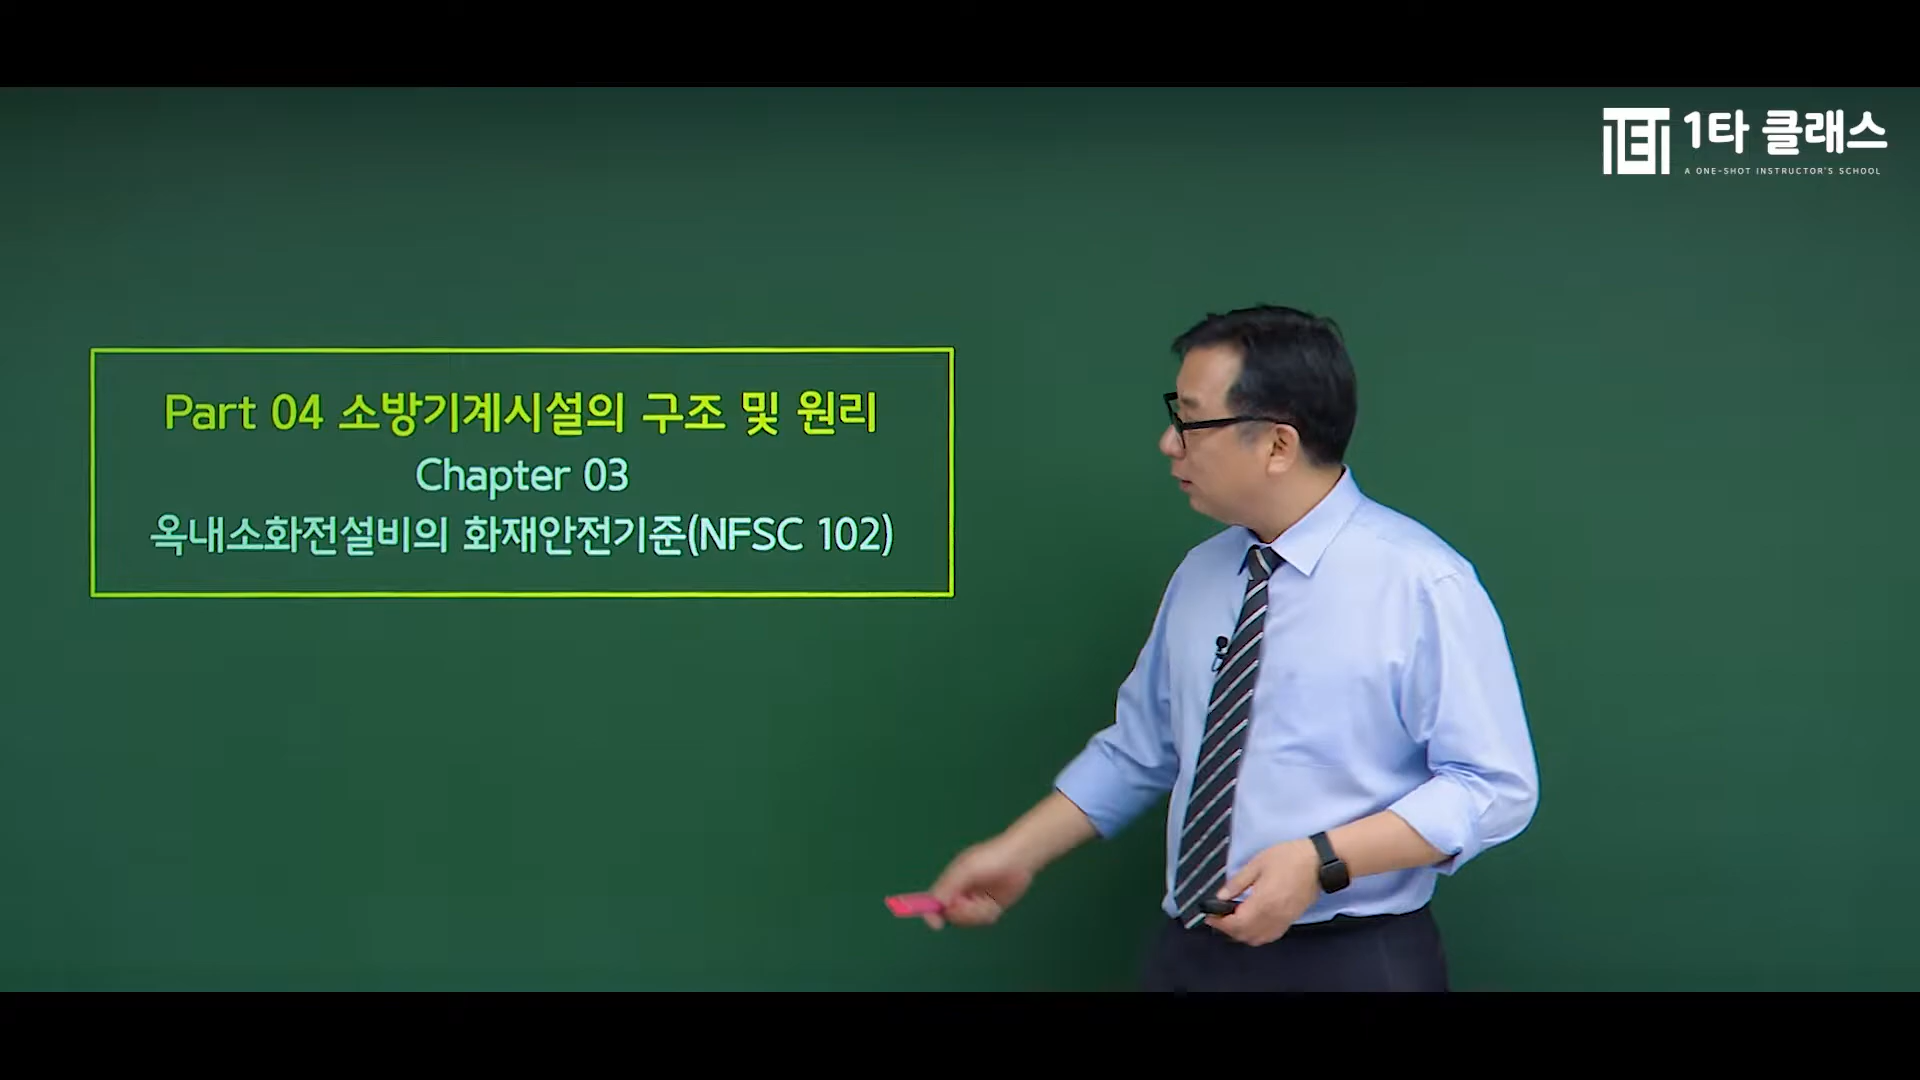 1타 클래스
A ONE-SHOT INSTRUCTOR'S SCHOOL
Part 04 소방기계시설의 구조 및 원리
Chapter 03
옥내소화전설비의 화재안전기준(NFSC 102)